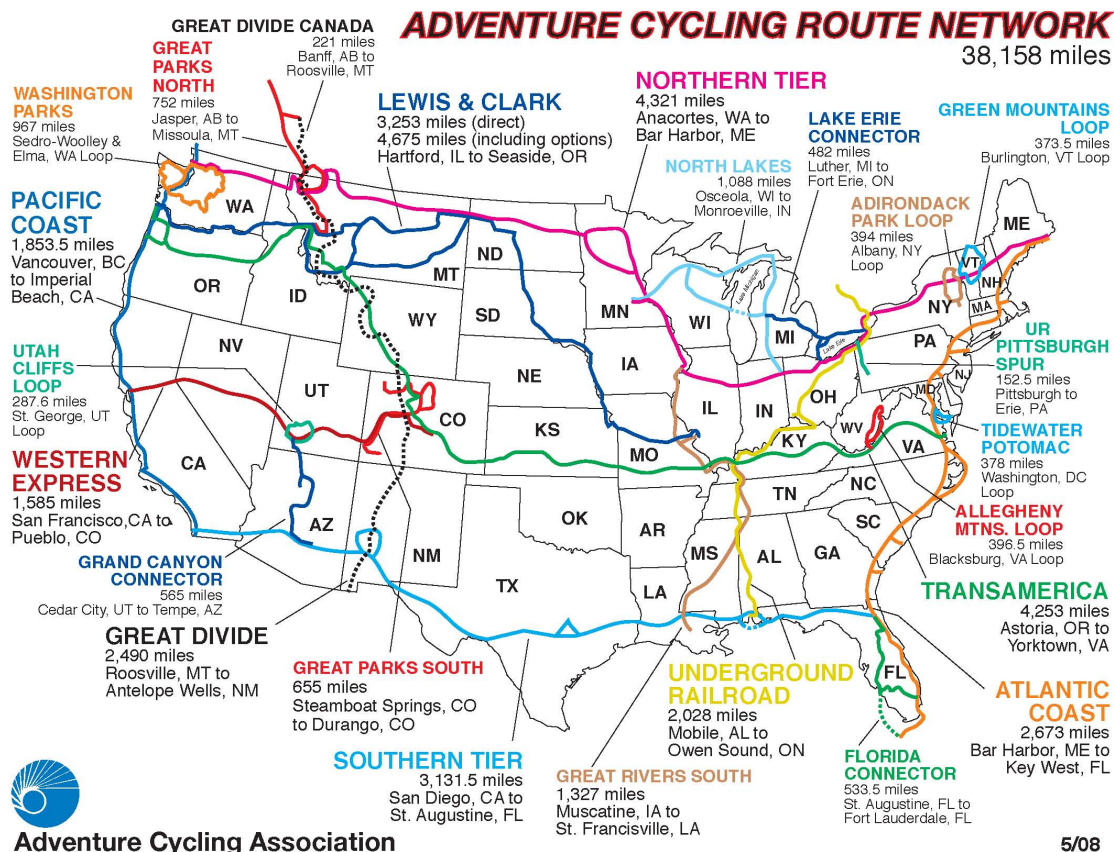 ADVENTURE CYCLING ROUTE NETWORK
38,158 miles
GREAT DIVIDE CANADA
221 miles
Banff, AB to
Roosville, MT
GREAT
PARKS
NORTH
752 miles
Jasper, AB to
Missoula, MT
WASHINGTON
PARKS
967 miles
Sedro-Woolley &
Elma, WA Loop
LEWIS & CLARK
3,253 miles (direct)
4,675 miles (including options)
Hartford, IL to Seaside, OR
NORTHERN TIER
4,321 miles
Anacortes, WA to
Bar Harbor, ME
NORTH LAKES
1,088 miles
Osceola, WI to
Monroeville, IN
LAKE ERIE
CONNECTOR
482 miles
Luther, MI to
Fort Erie, ON
GREEN MOUNTAINS
LOOP
373.5 miles
Burlington, VT Loop
ADIRONDACK
PARK LOOP
394 miles
Albany, NY
Loop
PACIFIC
COAST
1,853.5 miles
Vancouver, BC
to Imperial
Beach, CA
UTAH
CLIFFS
LOOP
287.6 miles
St. George, UT
Loop
WESTERN
EXPRESS
1,585 miles
San Francisco,CA to
Pueblo, CO
GRAND CANYON
CONNECTOR
565 miles
Cedar City, UT to Tempe, AZ
GREAT DIVIDE
2,490 miles
Roosville, MT to
Antelope Wells, NM
GREAT PARKS SOUTH
655 miles
Steamboat Springs, CO
to Durango, CO
SOUTHERN TIER
3,131.5 miles
San Diego, CA to
St. Augustine, FL
GREAT RIVERS SOUTH
1,327 miles
Muscatine, IA to
St. Francisville, LA
UNDERGROUND
RAILROAD
2,028 miles
Mobile, AL to
Owen Sound, ON
FLORIDA
CONNECTOR
533.5 miles
St. Augustine, FL to
Fort Lauderdale, FL
ATLANTIC
COAST
2,673 miles
Bar Harbor, ME to
Key West, FL
TRANSAMERICA
4,253 miles
Astoria, OR to
Yorktown, VA
ALLEGHENY
MTNS. LOOP
396.5 miles
Blacksburg, VA Loop
TIDEWATER
POTOMAC
378 miles
Washington, DC
Loop
UR
PITTSBURGH
SPUR
152.5 miles
Pittsburgh to
Erie, PA
WA
OR
ID
MT
ND
SD
WY
NV
UT
CA
AZ
NM
CO
NE
KS
OK
TX
MN
IA
MO
AR
LA
WI
Lake Michigan
MI
Lake Erie
IL
IN
OH
KY
TN
MS
AL
GA
FL
SC
NC
VA
WV
MD
PA
NJ
NY
VT
NH
MA
ME
Adventure Cycling Association
5/08